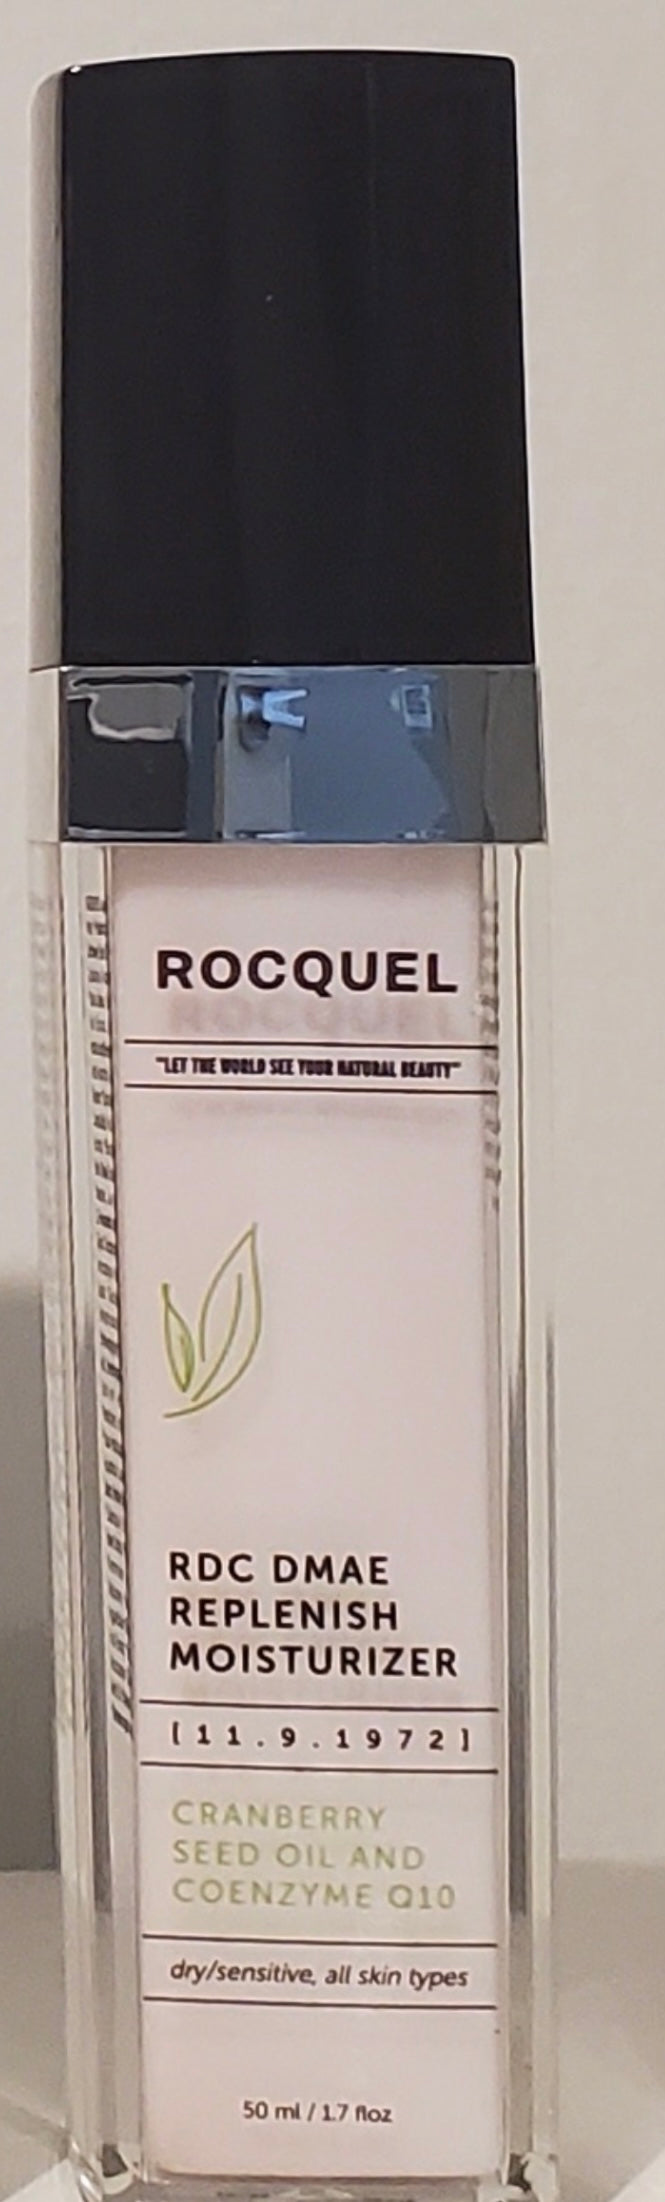 ROCQUEL
"LET THE WORLD SEE YOUR NATURAL BEAUTY"
RDC DMAE
REPLENISH
MOISTURIZER
[11.9.1972]
CRANBERRY
SEED OIL AND
COENZYME Q10
dry/sensitive, all skin types
50 ml / 1.7 floz